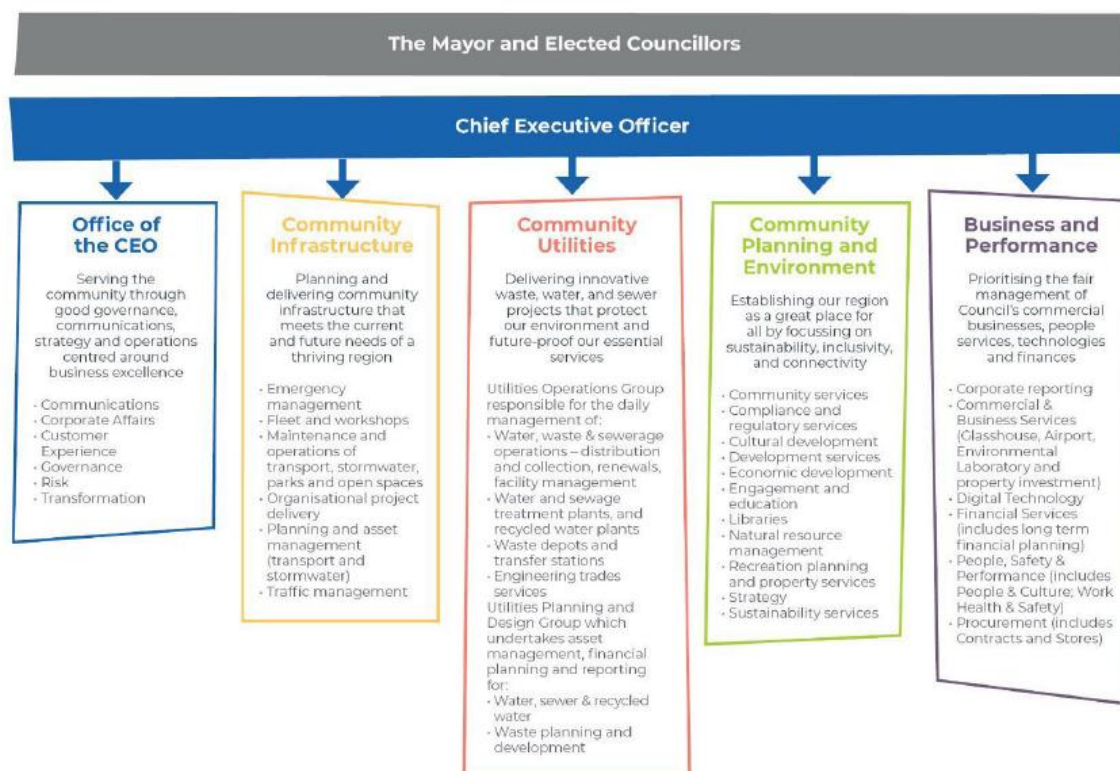 The Mayor and Elected Councillors
Chief Executive Officer
Office of
the CEO
Serving the
community through
good governance,
communications,
strategy and operations
centred around
business excellence
• Communications
• Corporate Affairs
• Customer
Experience
• Governance
• Risk
• Transformation
Community
Infrastructure
Planning and
delivering community
infrastructure that
meets the current
and future needs of a
thriving region
• Emergency
management
• Fleet and workshops
• Maintenance and
operations of
transport, stormwater,
parks and open spaces
• Organisational project
delivery
• Planning and asset
management
(transport and
stormwater)
• Traffic management
Community
Utilities
Delivering innovative
waste, water, and sewer
projects that protect
our environment and
future-proof our essential
services
Utilities Operations Group
responsible for the daily
management of:
• Water, waste & sewerage
operations – distribution
and collection, renewals,
facility management
• Water and sewage
treatment plants, and
recycled water plants
• Waste depots and
transfer stations
• Engineering trades
services
Utilities Planning and
Design Group which
undertakes asset
management, financial
planning and reporting
for:
• Water, sewer & recycled
water
• Waste planning and
development
Community
Planning and
Environment
Establishing our region
as a great place for
all by focussing on
sustainability, inclusivity,
and connectivity
• Community services
• Compliance and
regulatory services
• Cultural development
• Development services
• Economic development
• Engagement and
education
• Libraries
• Natural resource
management
• Recreation planning
and property services
• Strategy
• Sustainability services
Business and
Performance
Prioritising the fair
management of
Council's commercial
businesses, people
services, technologies
and finances
• Corporate reporting
• Commercial &
Business Services
(Glasshouse, Airport,
Environmental
Laboratory and
property investment)
• Digital Technology
• Financial Services
(includes long term
financial planning)
• People, Safety &
Performance (includes
People & Culture; Work
Health & Safety)
• Procurement (includes
Contracts and Stores)